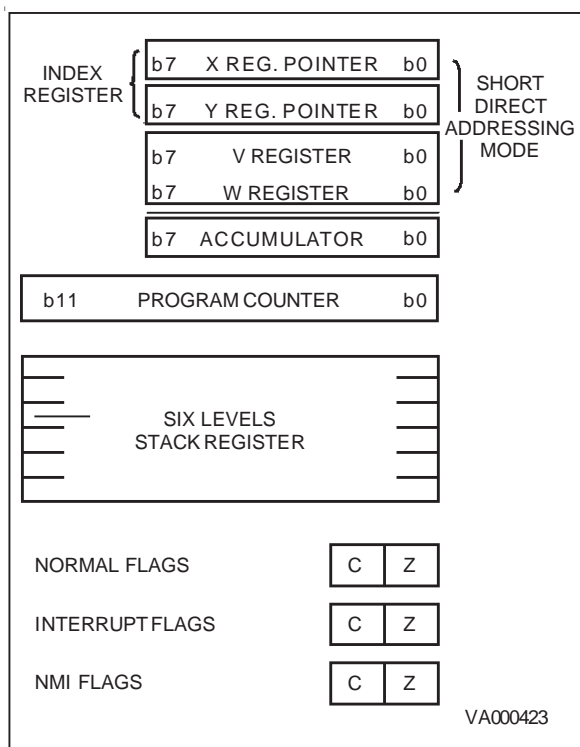 INDEX
REGISTER
b7 X REG. POINTER b0
b7 Y REG. POINTER b0
SHORT
DIRECT
ADDRESSING
MODE
b7 V REGISTER b0
b7 W REGISTER b0
b7 ACCUMULATOR b0
b11 PROGRAM COUNTER b0
SIX LEVELS
STACK REGISTER
NORMAL FLAGS C Z
INTERRUPT FLAGS C Z
NMI FLAGS C Z
VA000423